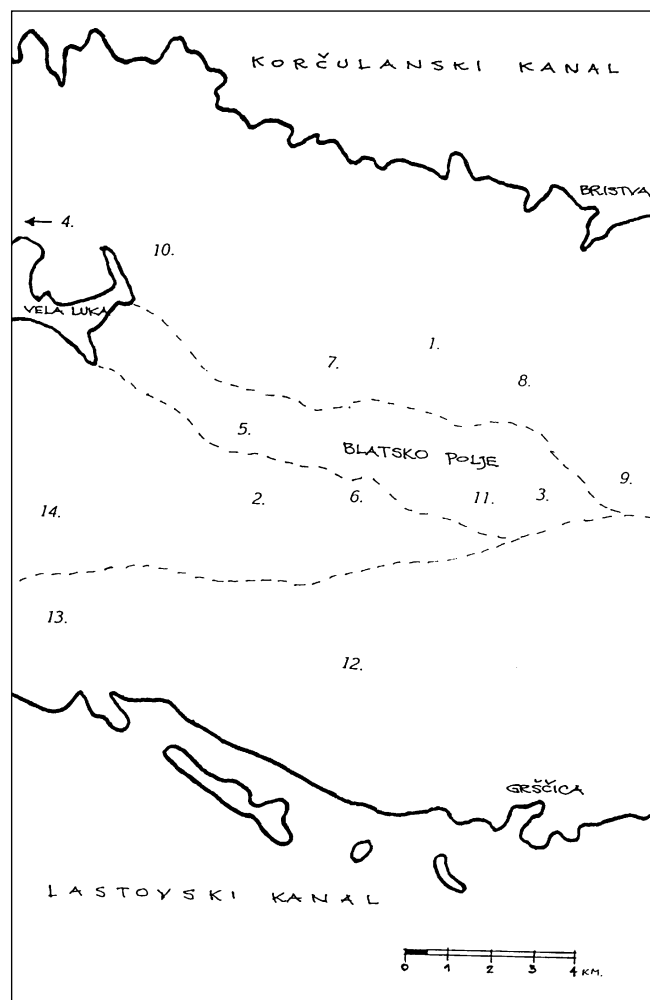 KORČULANSKI KANAL
BRISTVA
4.
10.
VELA LUKA
1.
7.
8.
5.
BLATSKO POLJE
9.
2.
6.
11.
3.
14.
13.
12.
GRŠČICA
LASTOVSKI KANAL
0 1 2 3 4 KM.